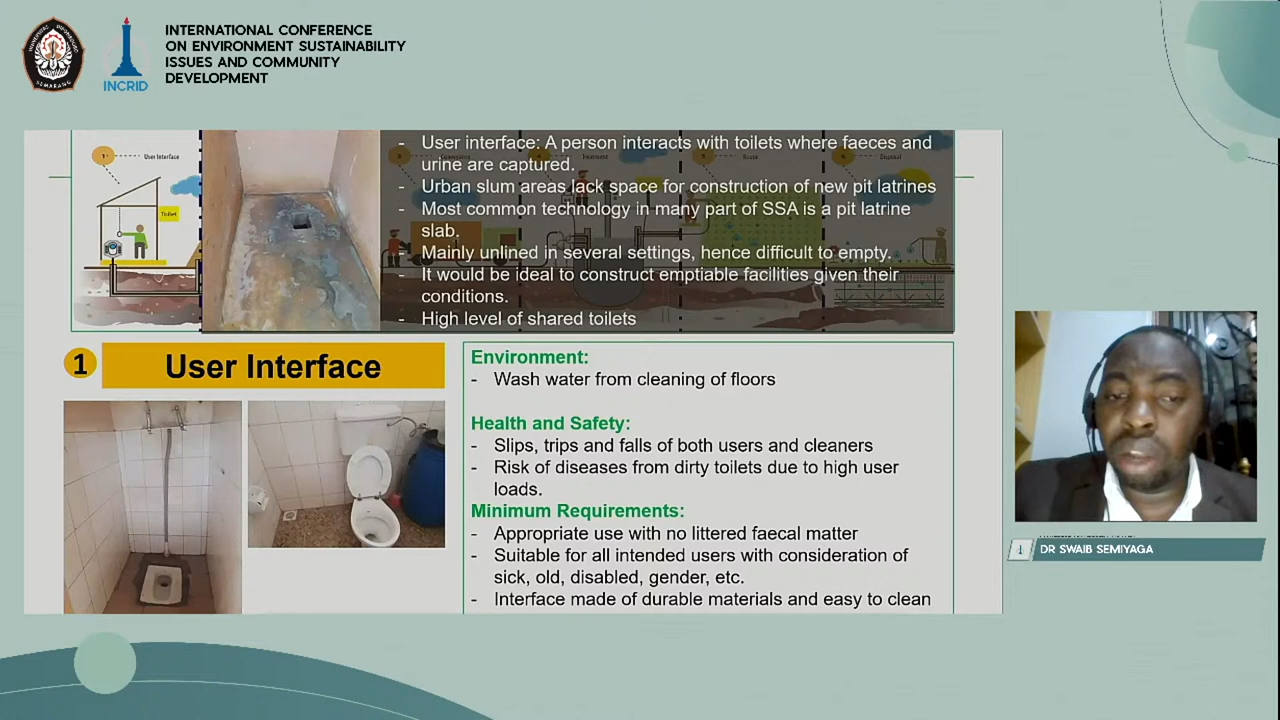 INTERNATIONAL CONFERENCE
ON ENVIRONMENT SUSTAINABILITY
ISSUES AND COMMUNITY
DEVELOPMENT
INCRID
1
User Interface
Toilet
- User interface: A person interacts with toilets where faeces and
urine are captured.
- Urban slum areas lack space for construction of new pit latrines
- Most common technology in many part of SSA is a pit latrine
slab.
- Mainly unlined in several settings, hence difficult to empty.
- It would be ideal to construct emptiable facilities given their
conditions.
- High level of shared toilets
1
User Interface
Environment:
- Wash water from cleaning of floors
Health and Safety:
- Slips, trips and falls of both users and cleaners
- Risk of diseases from dirty toilets due to high user
loads.
Minimum Requirements:
- Appropriate use with no littered faecal matter
- Suitable for all intended users with consideration of
sick, old, disabled, gender, etc.
- Interface made of durable materials and easy to clean
DR SWAIB SEMIYAGA